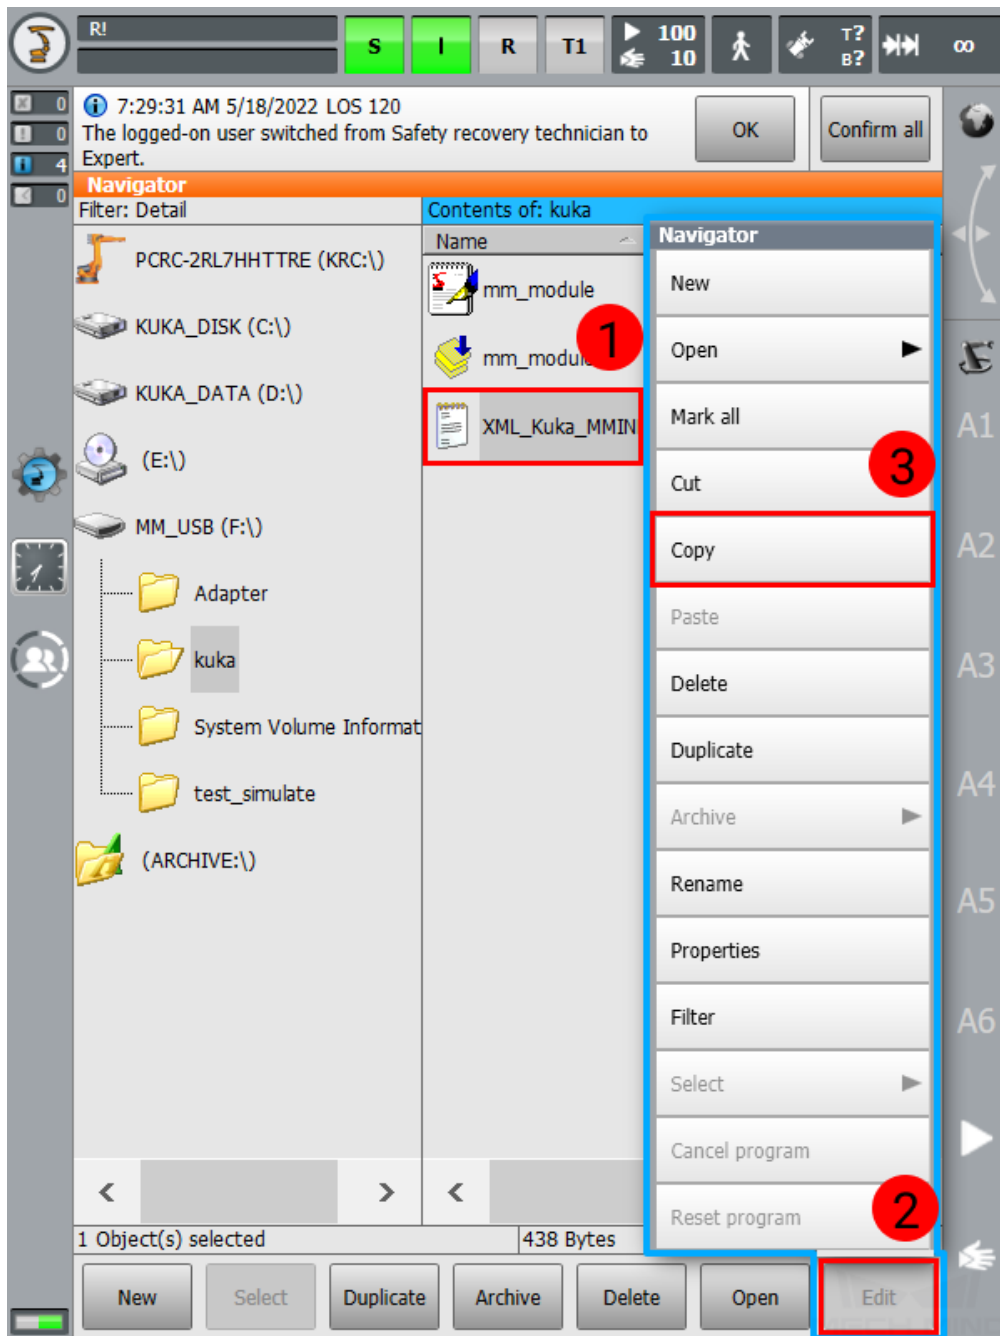 R!
S I R T1 100 10 T? B? ∞
0
0
4
0
7:29:31 AM 5/18/2022 LOS 120
The logged-on user switched from Safety recovery technician to
Expert.
OK
Confirm all
Navigator
Filter: Detail
Contents of: kuka
Name
PCRC-2RL7HHTTRE (KRC:\)
KUKA_DISK (C:\)
KUKA_DATA (D:\)
(E:\)
MM_USB (F:\)
Adapter
kuka
System Volume Informat
test_simulate
(ARCHIVE:\)
mm_module
mm_modul
XML_Kuka_MMIN
1
Navigator
New
Open
Mark all
Cut
3
Copy
Paste
Delete
Duplicate
Archive
Rename
Properties
Filter
Select
Cancel program
Reset program
2
A1
A2
A3
A4
A5
A6
1 Object(s) selected
438 Bytes
New Select Duplicate Archive Delete Open Edit